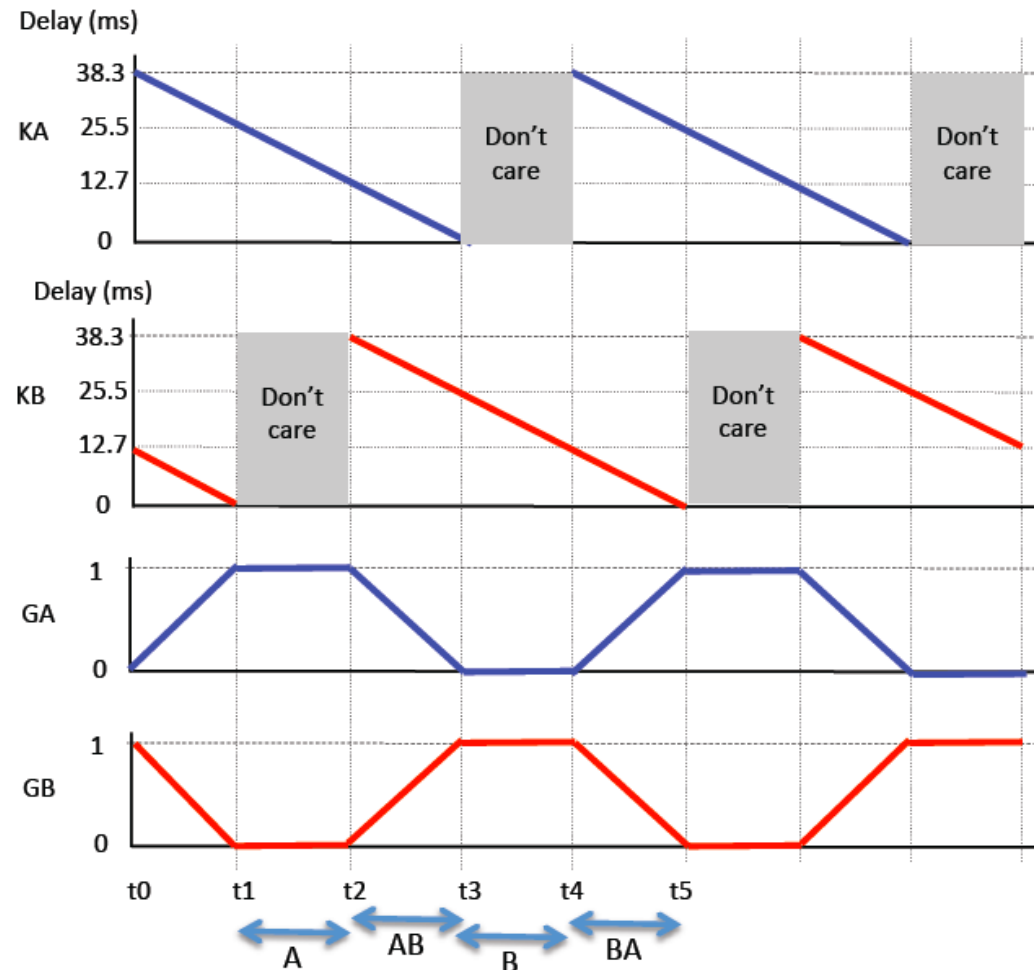 Delay (ms)
38.3
KA
25.5
12.7
0
Don't
care
Don't
care
Delay (ms)
38.3
KB
25.5
12.7
0
Don't
care
Don't
care
1
GA
0
1
GB
0
t0 t1 t2 t3 t4 t5
A AB B BA